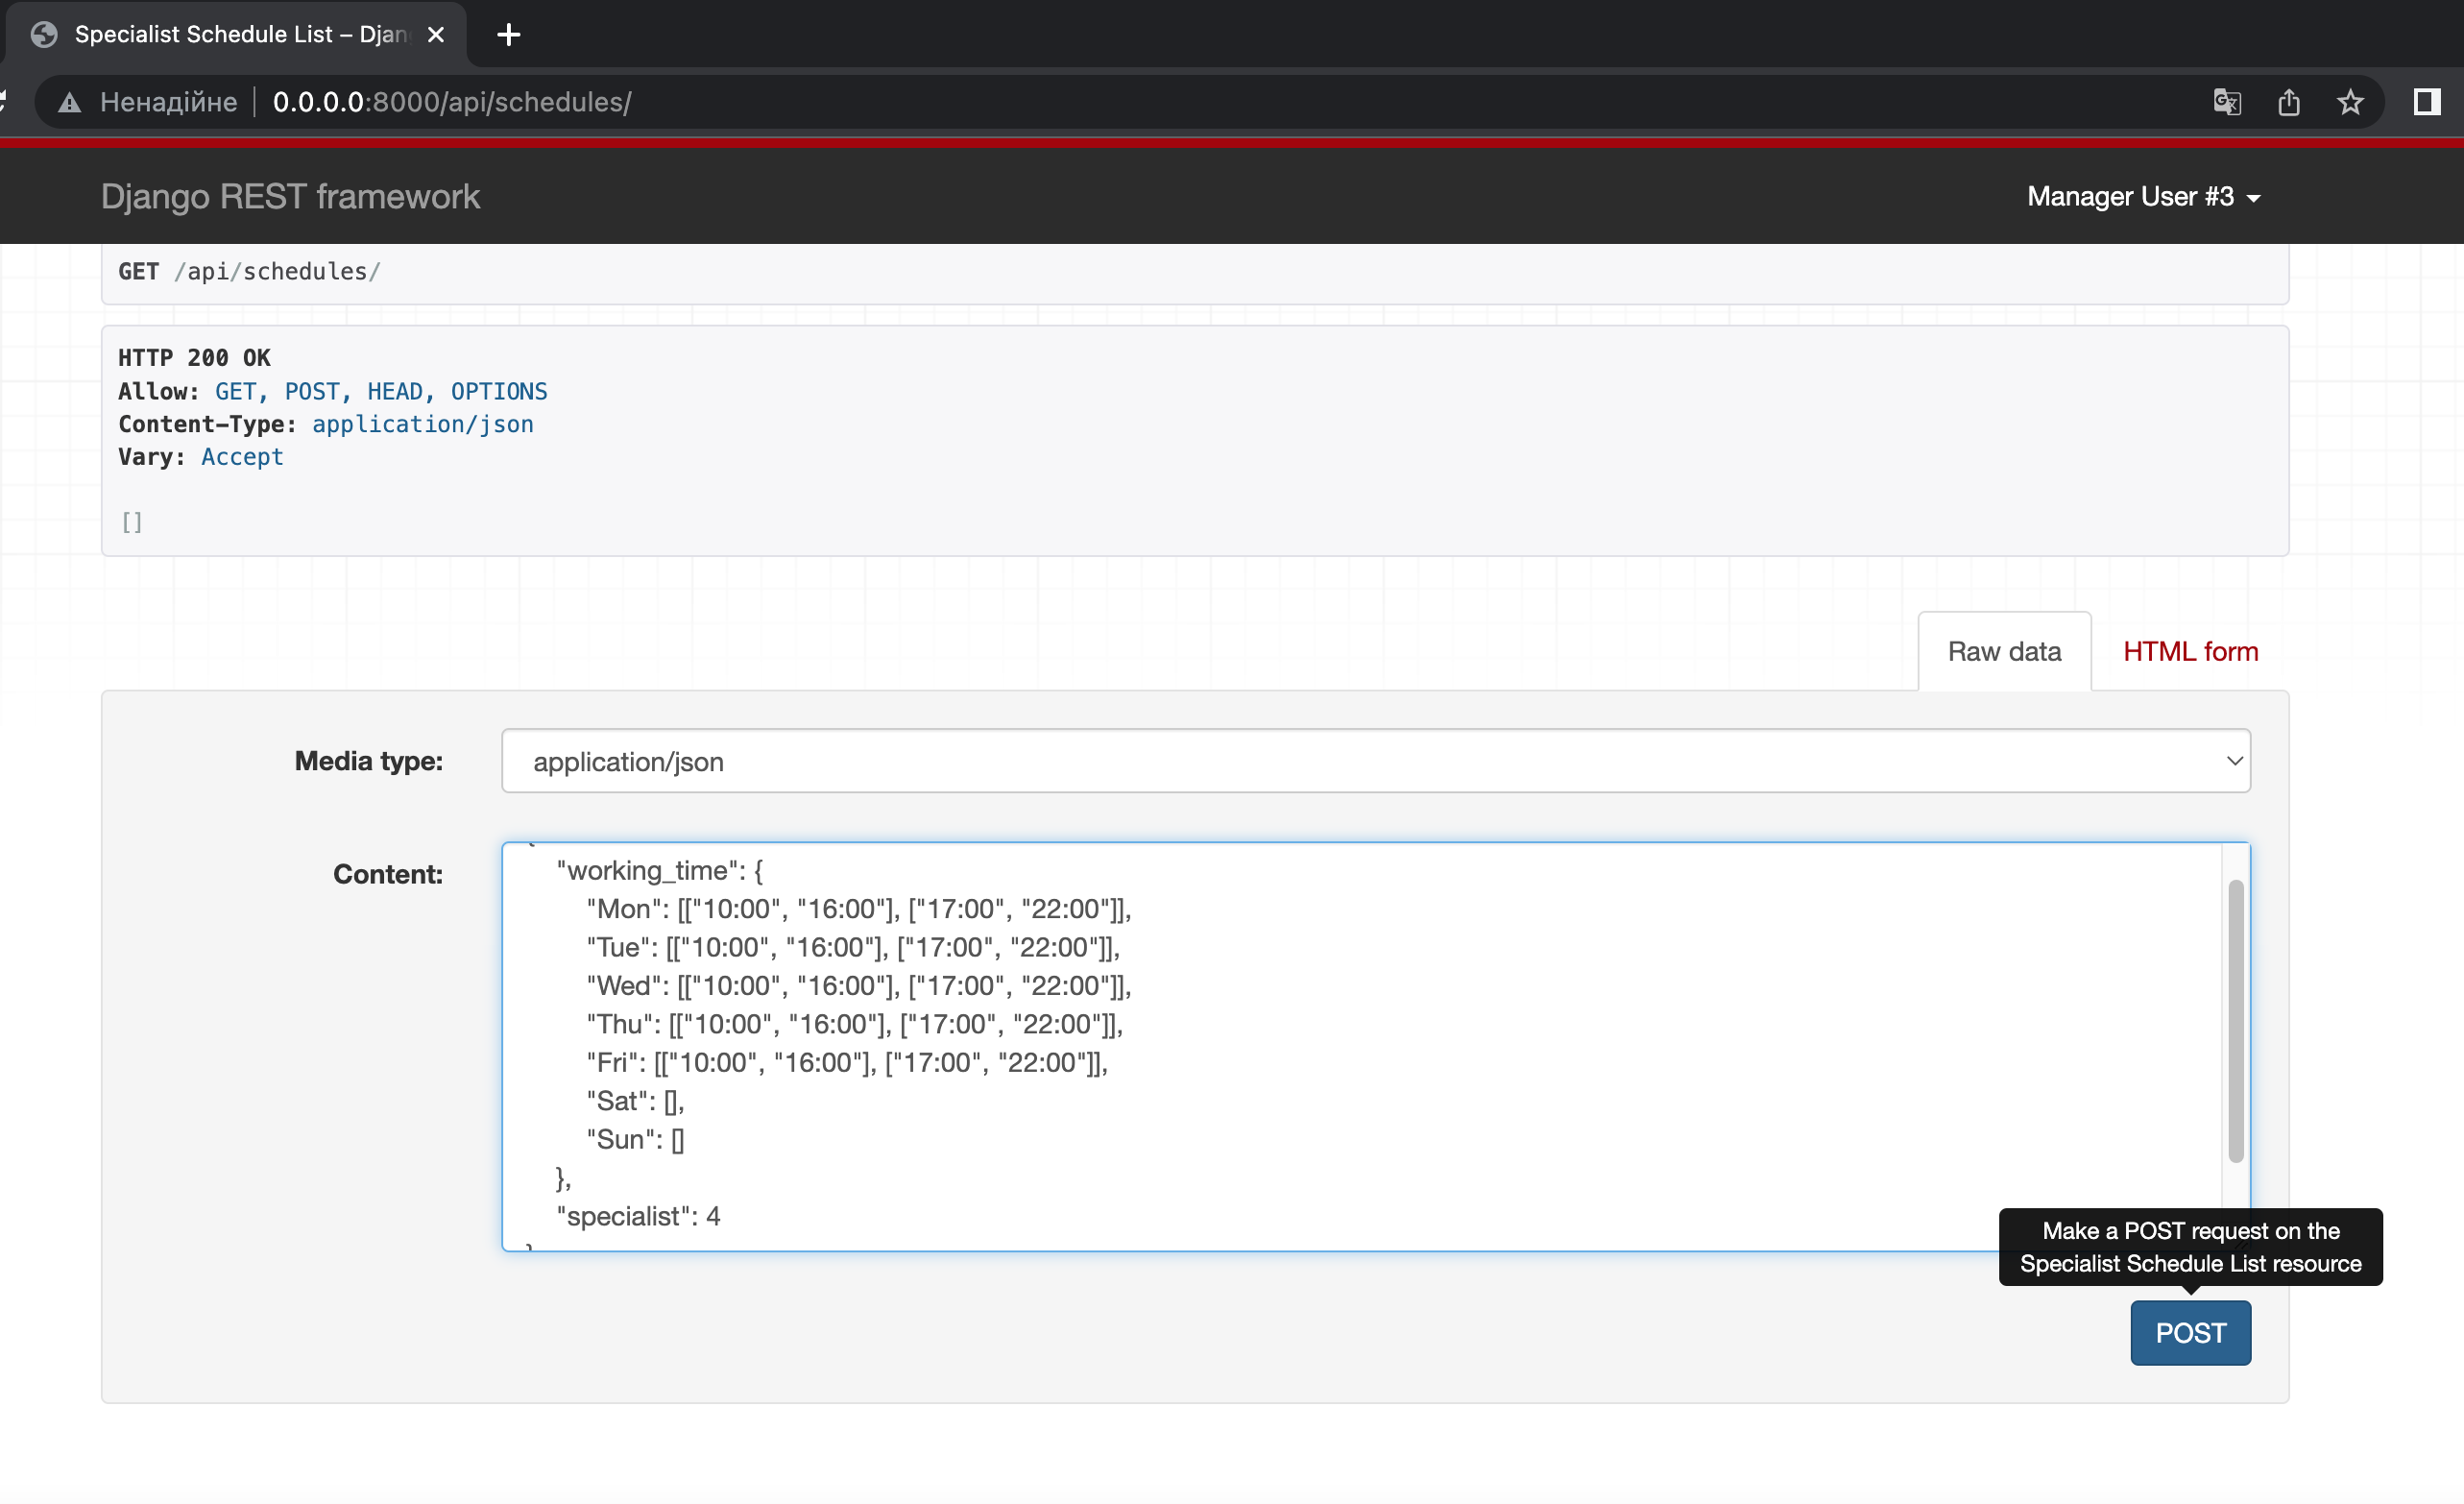 Specialist Schedule List – Djan
Ненадійне
0.0.0.0:8000/api/schedules/
Django REST framework
Manager User #3
GET /api/schedules/
HTTP 200 OK
Allow: GET, POST, HEAD, OPTIONS
Content-Type: application/json
Vary: Accept
[]
Raw data
HTML form
Media type:
application/json
Content:
"working_time": {
"Mon": [["10:00", "16:00"], ["17:00", "22:00"]],
"Tue": [["10:00", "16:00"], ["17:00", "22:00"]],
"Wed": [["10:00", "16:00"], ["17:00", "22:00"]],
"Thu": [["10:00", "16:00"], ["17:00", "22:00"]],
"Fri": [["10:00", "16:00"], ["17:00", "22:00"]],
"Sat": [],
"Sun": []
},
"specialist": 4
Make a POST request on the
Specialist Schedule List resource
POST